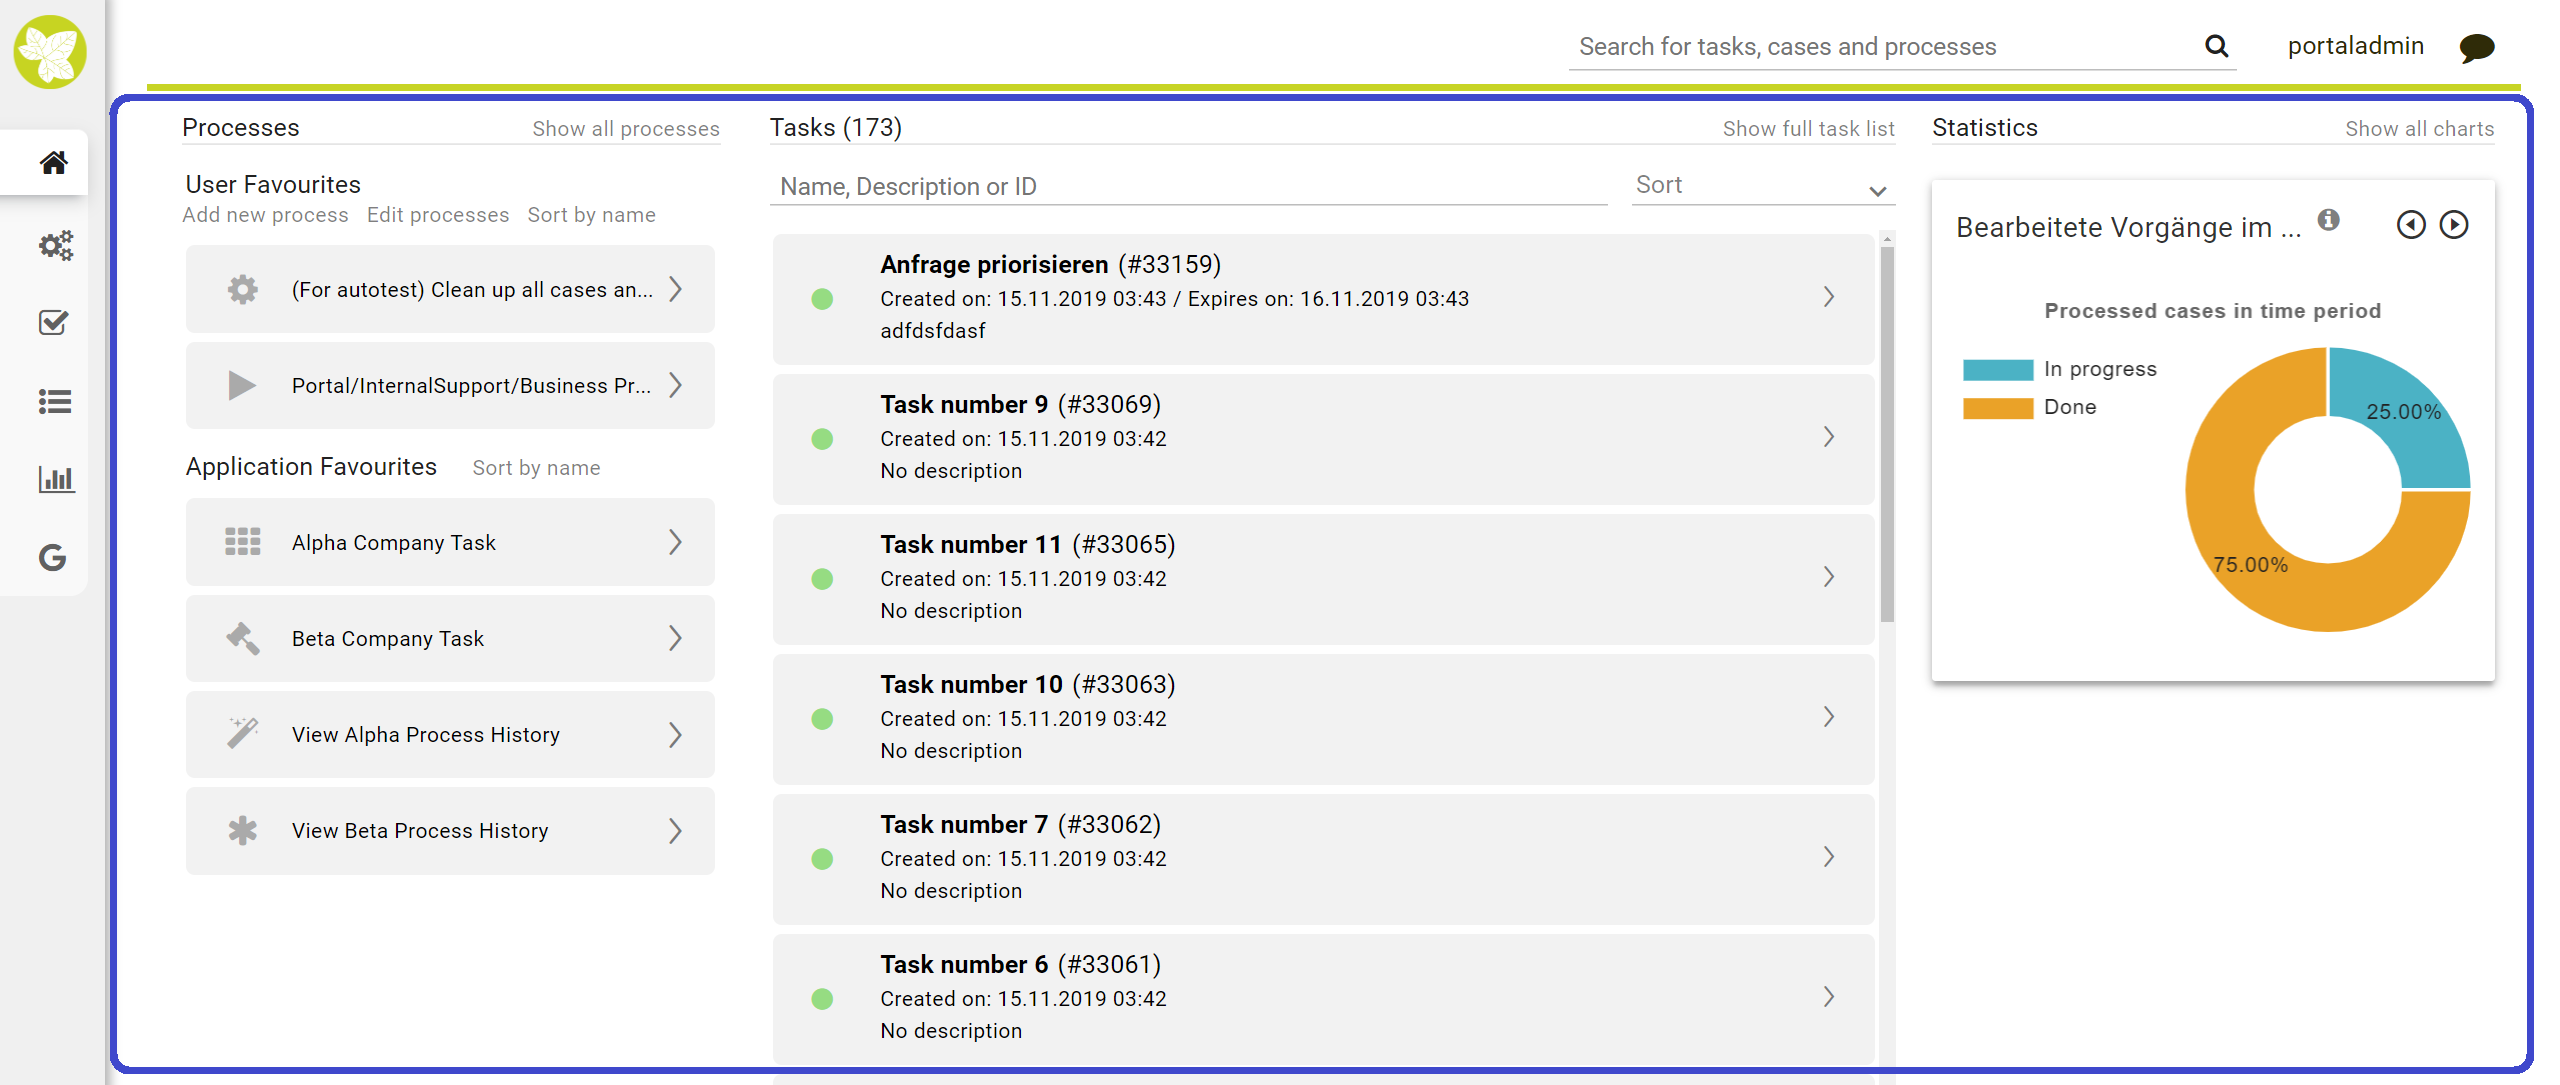 Search for tasks, cases and processes
portaladmin
Processes
Show all processes
User Favourites
Add new process Edit processes Sort by name
(For autotest) Clean up all cases an...
Portal/InternalSupport/Business Pr...
Application Favourites Sort by name
Alpha Company Task
Beta Company Task
View Alpha Process History
View Beta Process History
Tasks (173)
Show full task list
Name, Description or ID
Sort
Anfrage priorisieren (#33159)
Created on: 15.11.2019 03:43 / Expires on: 16.11.2019 03:43
adfdsfdasf
Task number 9 (#33069)
Created on: 15.11.2019 03:42
No description
Task number 11 (#33065)
Created on: 15.11.2019 03:42
No description
Task number 10 (#33063)
Created on: 15.11.2019 03:42
No description
Task number 7 (#33062)
Created on: 15.11.2019 03:42
No description
Task number 6 (#33061)
Created on: 15.11.2019 03:42
No description
Statistics
Show all charts
Bearbeitete Vorgänge im ...
Processed cases in time period
In progress
Done
25.00%
75.00%